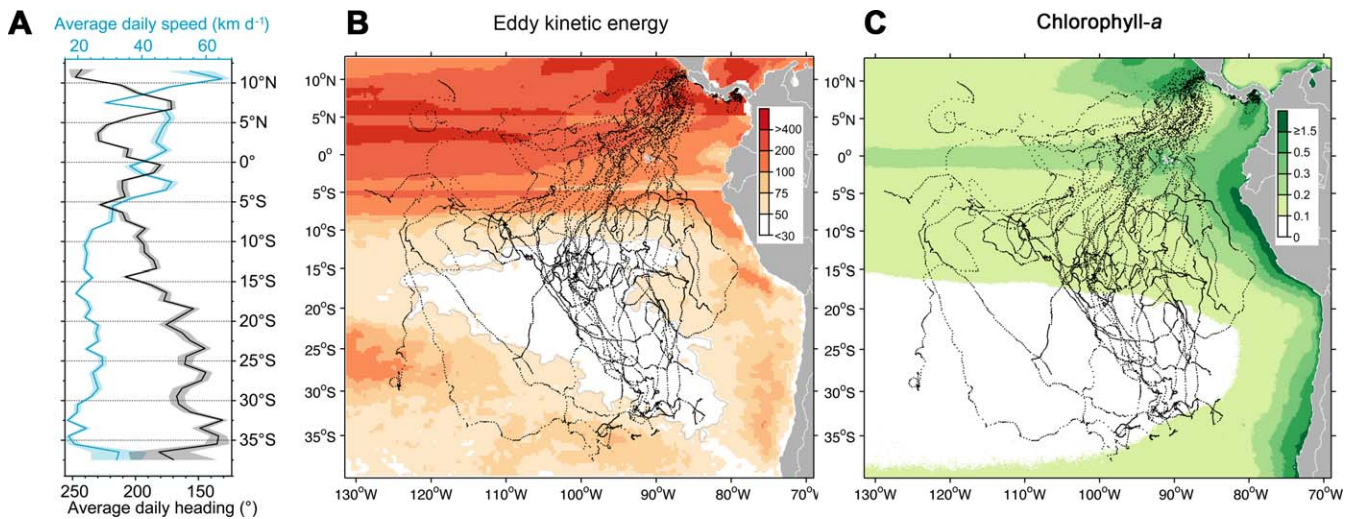 A
Average daily speed (km d⁻¹)
20 40 60
10°N
5°N
0°
5°S
10°S
15°S
20°S
25°S
30°S
35°S
250 200 150
Average daily heading (°)
B
Eddy kinetic energy
10°N
5°N
0°
5°S
10°S
15°S
20°S
25°S
30°S
35°S
>400
200
100
75
50
<30
130°W 120°W 110°W 100°W 90°W 80°W 70°W
C
Chlorophyll-a
10°N
5°N
0°
5°S
10°S
15°S
20°S
25°S
30°S
35°S
≥1.5
0.5
0.3
0.2
0.1
0
130°W 120°W 110°W 100°W 90°W 80°W 70°W